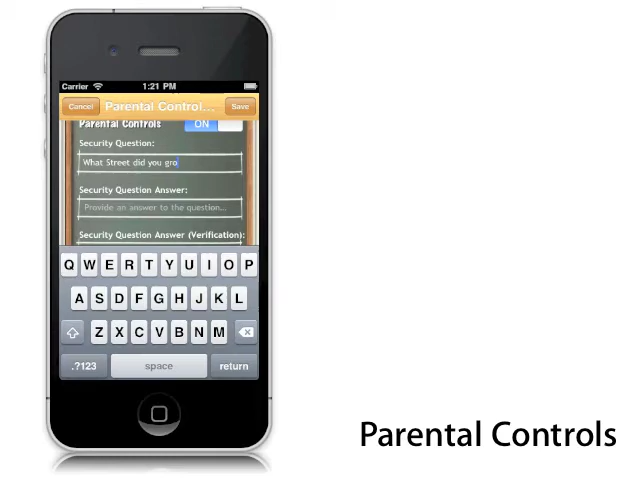 Carrier 1:21 PM
Cancel Parental Control... Save
Parental Controls ON
Security Question:
What Street did you gro
Security Question Answer:
Provide an answer to the question...
Security Question Answer (Verification):
Q W E R T Y U I O P
A S D F G H J K L
Z X C V B N M
.?123 space return
Parental Controls